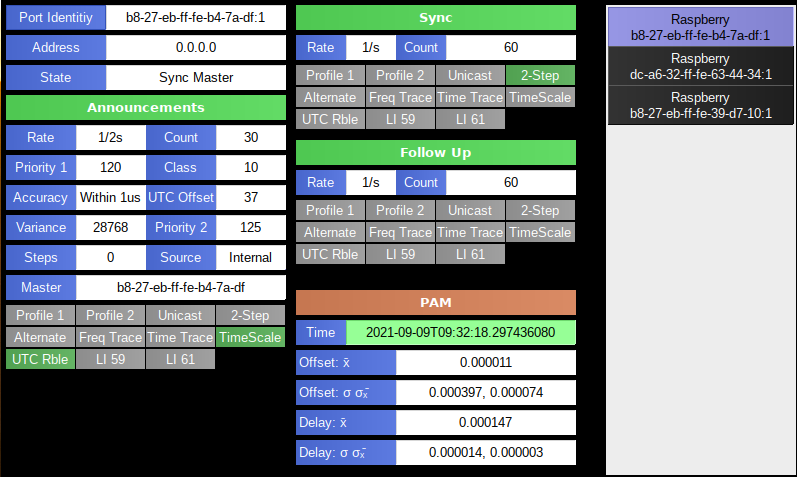 Port Identitiy b8-27-eb-ff-fe-b4-7a-df:1
Address 0.0.0.0
State Sync Master
Announcements
Rate 1/2s Count 30
Priority 1 120 Class 10
Accuracy Within 1us UTC Offset 37
Variance 28768 Priority 2 125
Steps 0 Source Internal
Master b8-27-eb-ff-fe-b4-7a-df
Profile 1 Profile 2 Unicast 2-Step
Alternate Freq Trace Time Trace TimeScale
UTC Rble LI 59 LI 61
Sync
Rate 1/s Count 60
Profile 1 Profile 2 Unicast 2-Step
Alternate Freq Trace Time Trace TimeScale
UTC Rble LI 59 LI 61
Follow Up
Rate 1/s Count 60
Profile 1 Profile 2 Unicast 2-Step
Alternate Freq Trace Time Trace TimeScale
UTC Rble LI 59 LI 61
PAM
Time 2021-09-09T09:32:18.297436080
Offset: x̄ 0.000011
Offset: σ σₓ̄ 0.000397, 0.000074
Delay: x̄ 0.000147
Delay: σ σₓ̄ 0.000014, 0.000003
Raspberry
b8-27-eb-ff-fe-b4-7a-df:1
Raspberry
dc-a6-32-ff-fe-63-44-34:1
Raspberry
b8-27-eb-ff-fe-39-d7-10:1